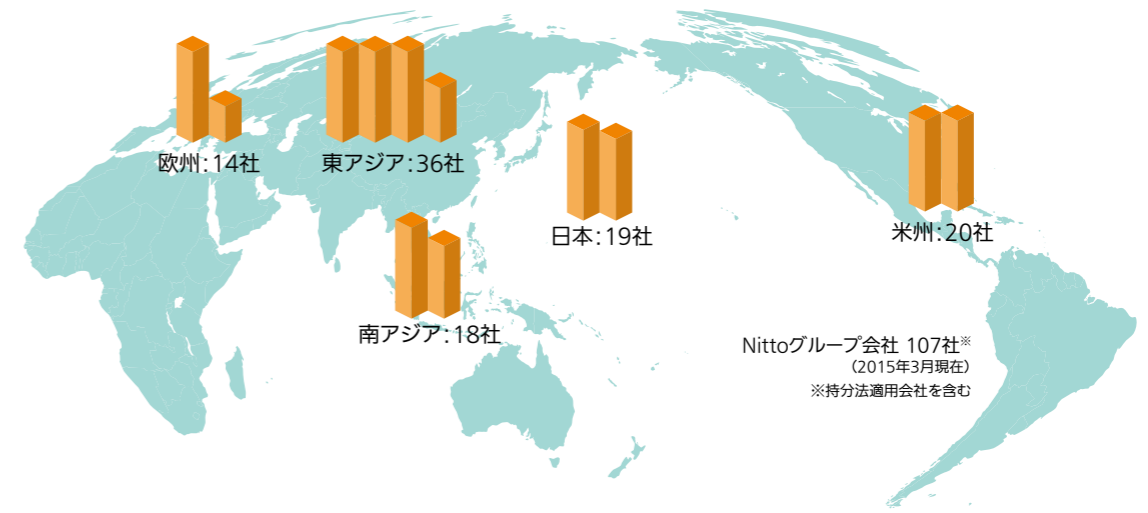 欧州：14社
東アジア：36社
日本：19社
米州：20社
南アジア：18社
Nittoグループ会社 107社※
（2015年3月現在）
※持分法適用会社を含む